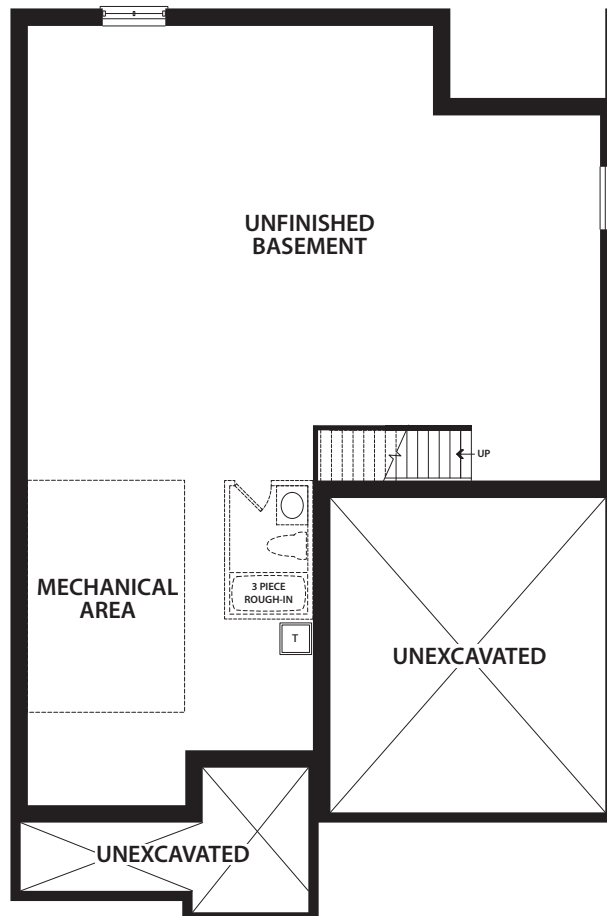 UNFINISHED
BASEMENT
UP
MECHANICAL
AREA
3 PIECE
ROUGH-IN
T
UNEXCAVATED
UNEXCAVATED